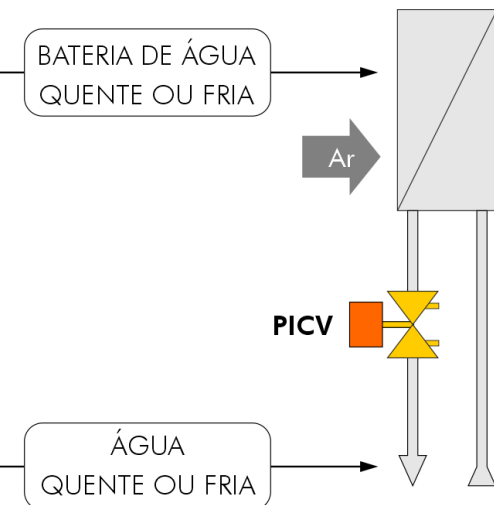 BATERIA DE ÁGUA
QUENTE OU FRIA
Ar
PICV
ÁGUA
QUENTE OU FRIA